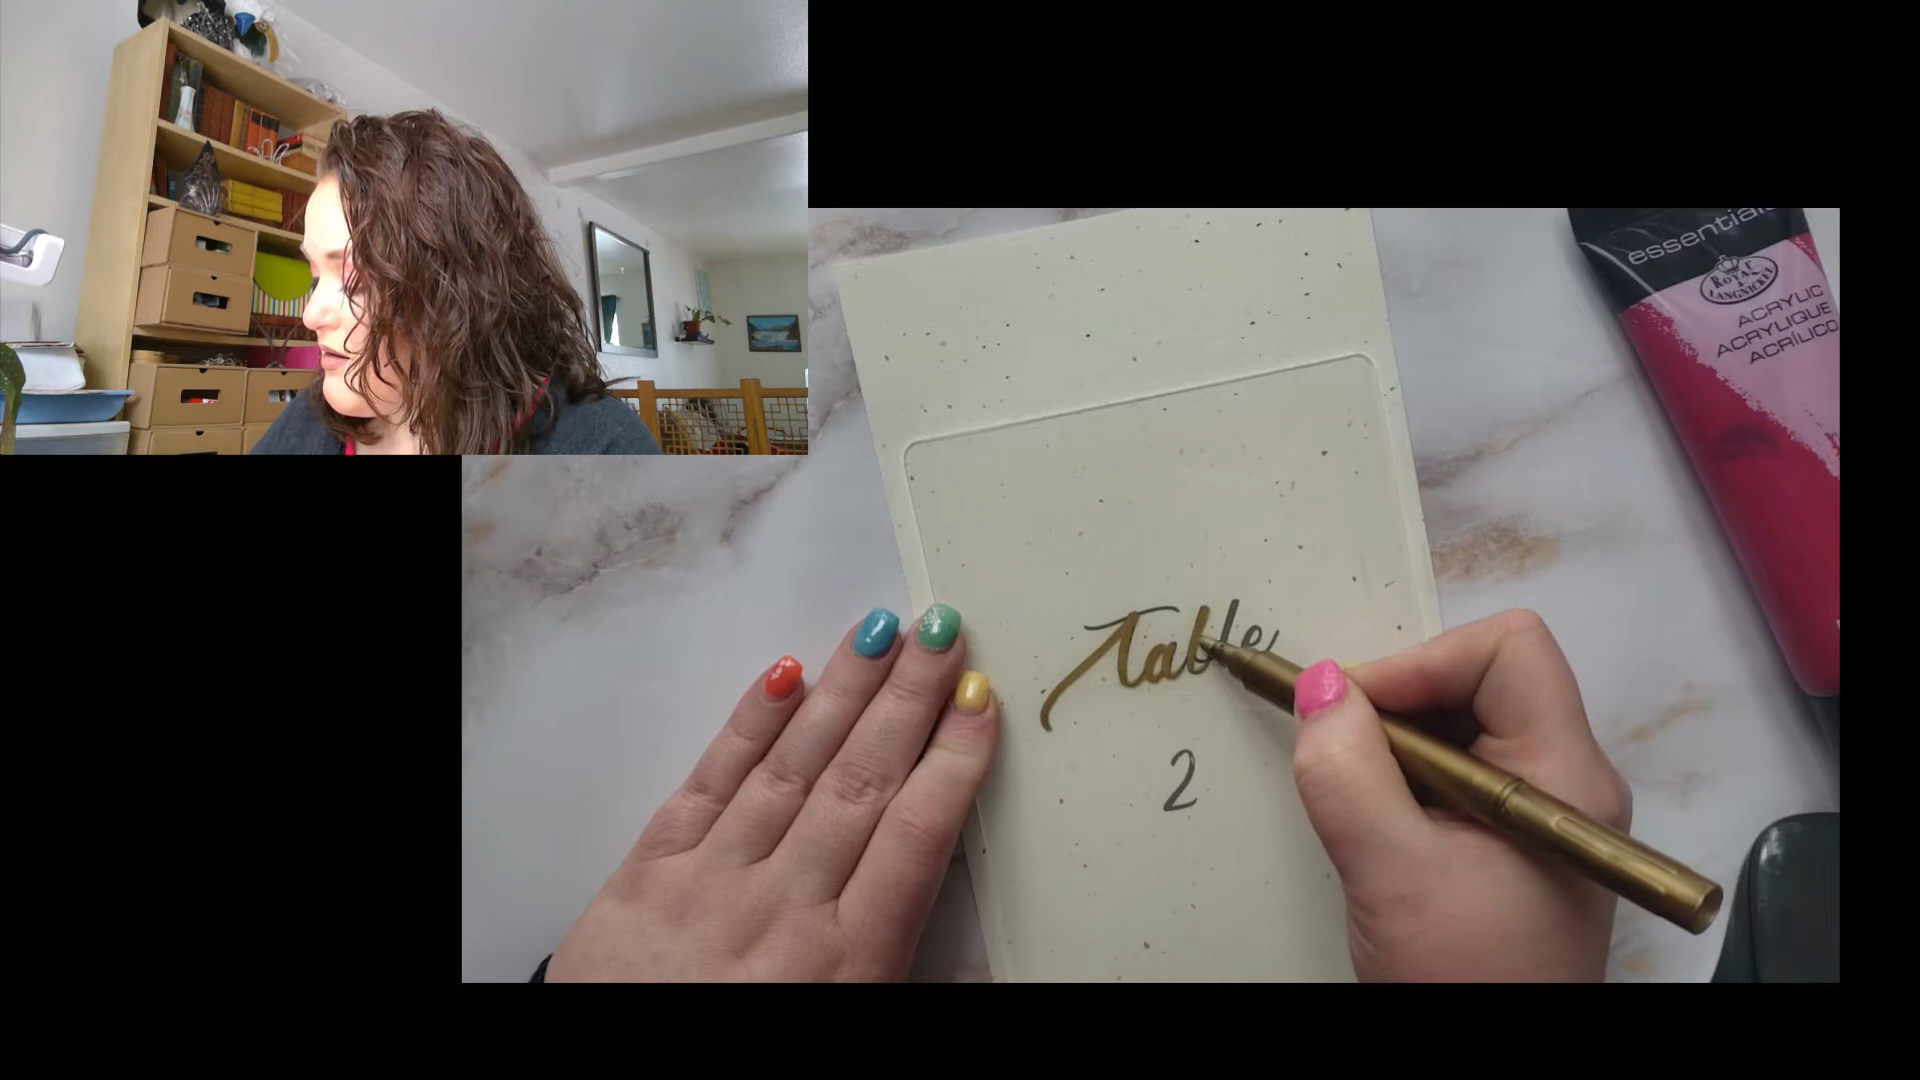 essentials
ROYAL & LANGNICKEL
ACRYLIC
ACRYLIQUE
ACRÍLICO
Table
2